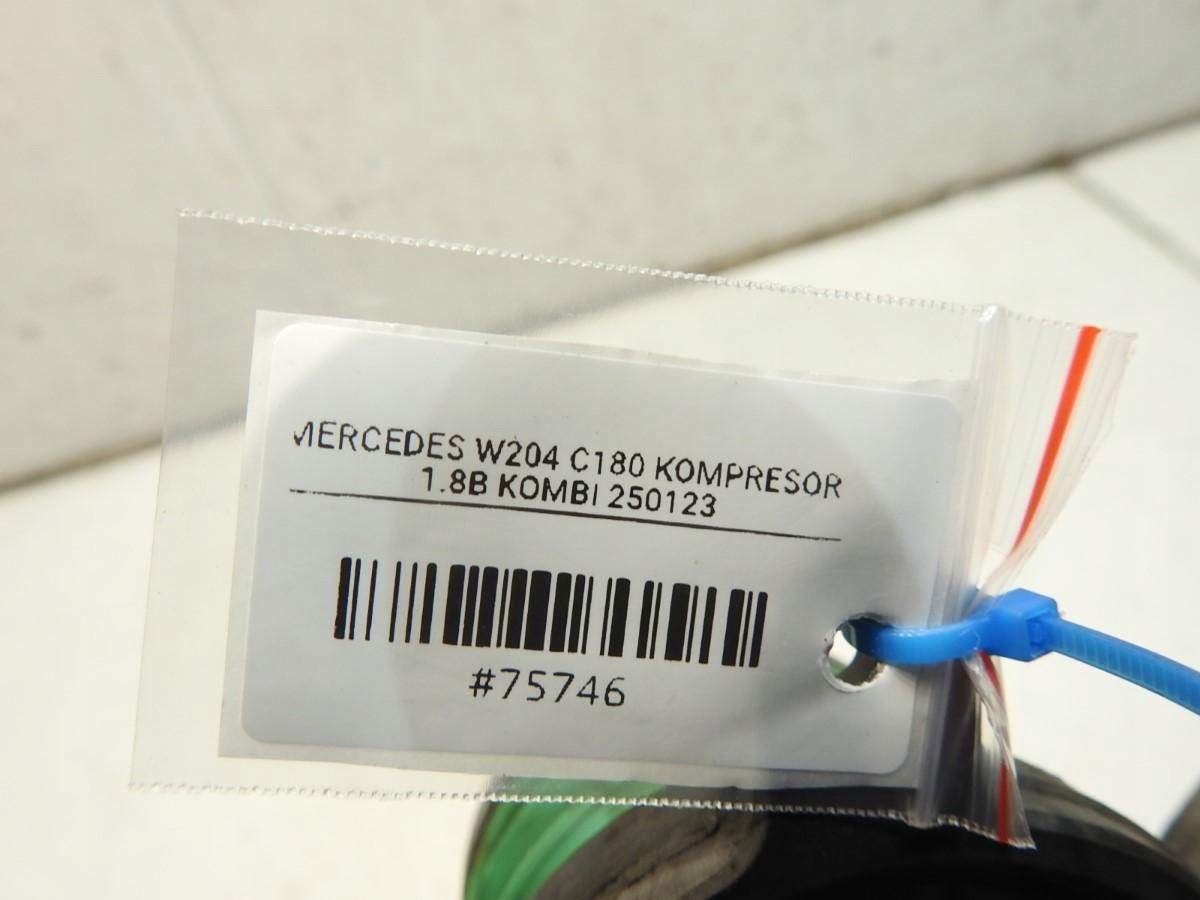 MERCEDES W204 C180 KOMPRESOR
1.8B KOMBI 250123
#75746